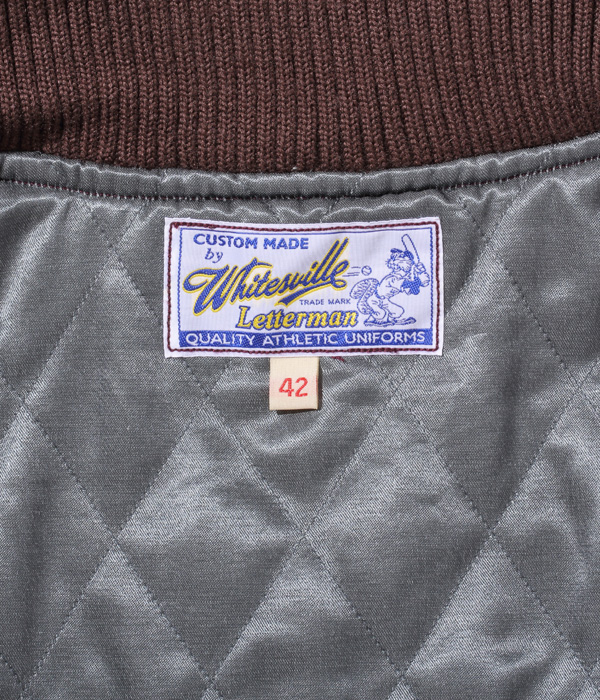 CUSTOM MADE
by
Whitesville
TRADE MARK
Letterman
QUALITY ATHLETIC UNIFORMS
42